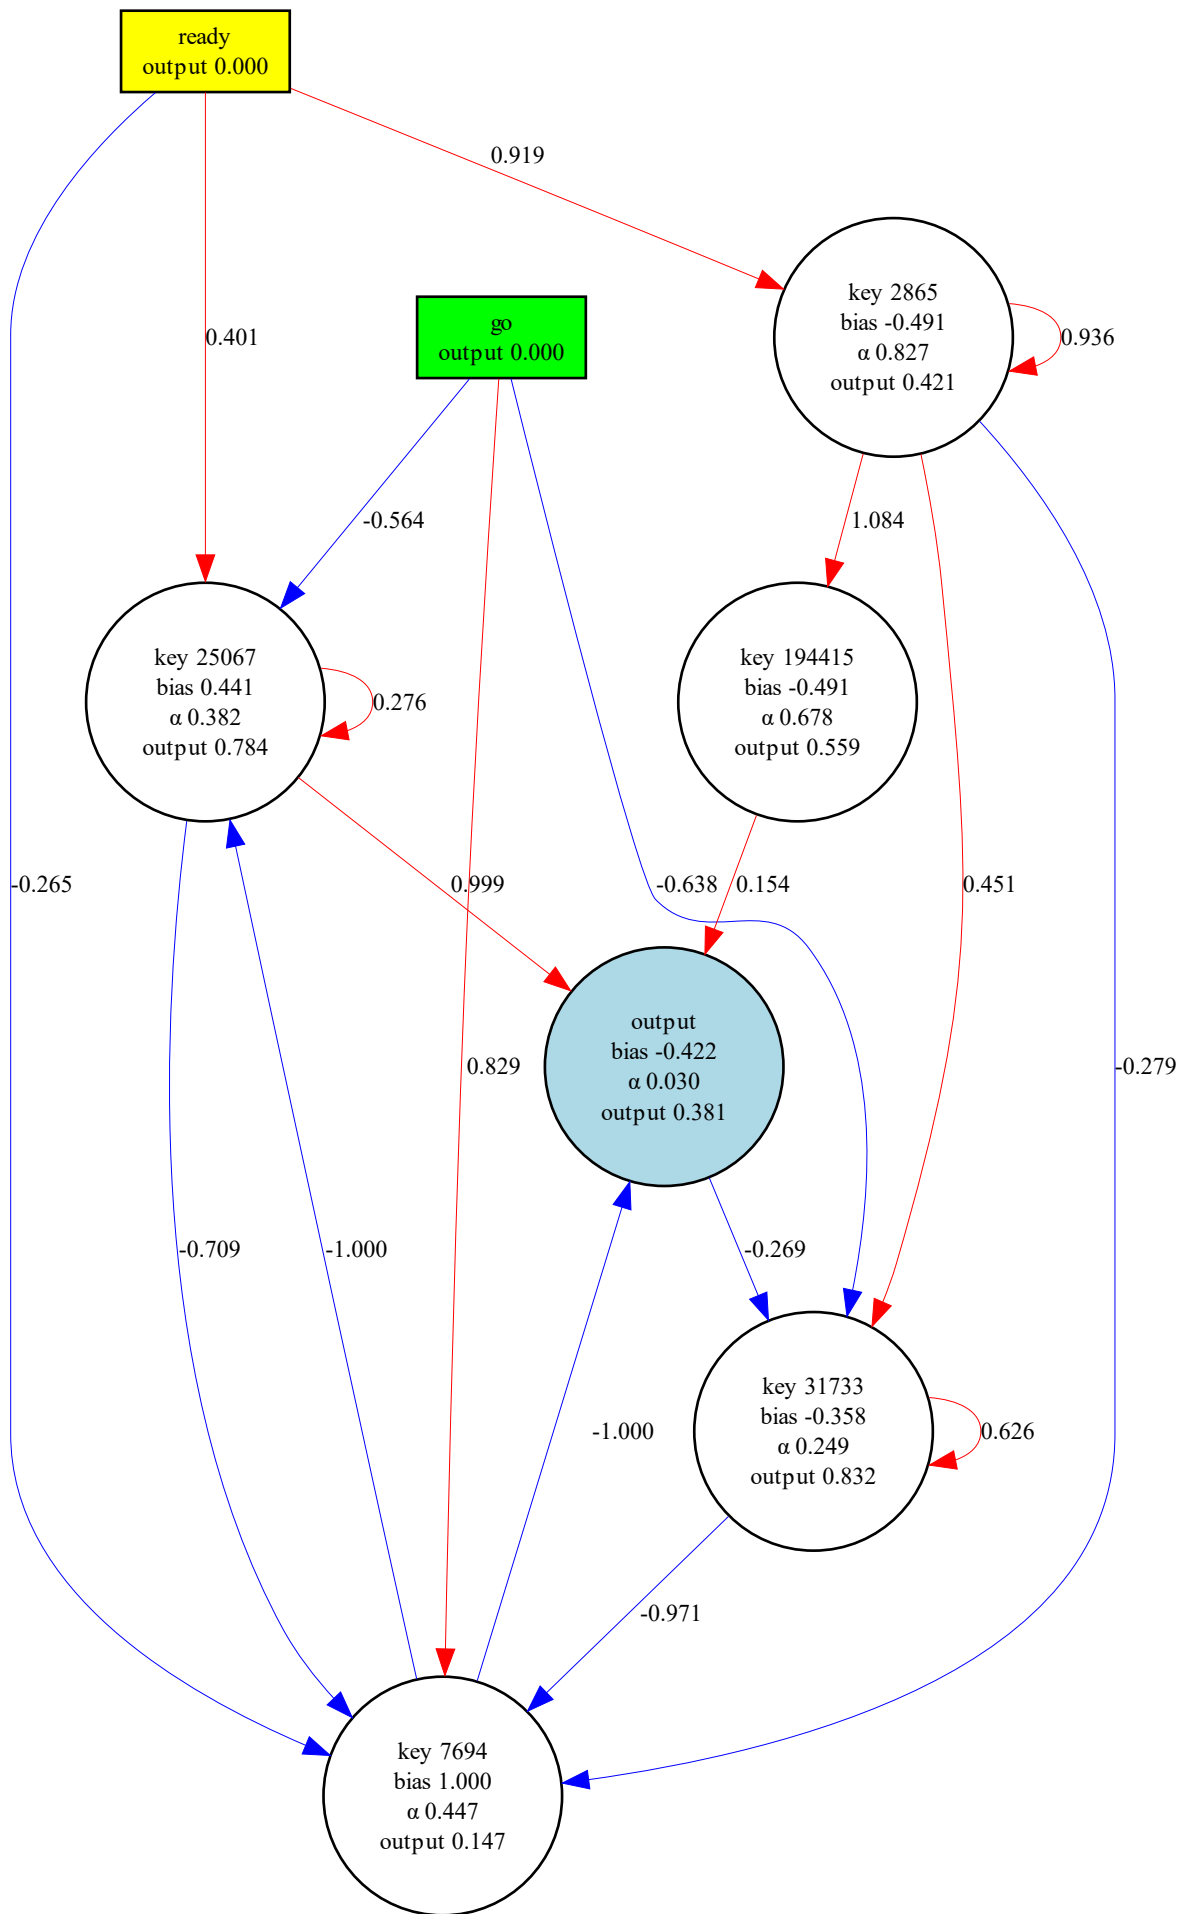 ready
output 0.000
0.919
key 2865
bias -0.491
α 0.827
output 0.421
0.936
go
output 0.000
0.401
-0.564
1.084
key 25067
bias 0.441
α 0.382
output 0.784
0.276
key 194415
bias -0.491
α 0.678
output 0.559
-0.265
0.999
-0.638
0.154
0.451
output
bias -0.422
α 0.030
output 0.381
0.829
-0.279
-0.709
-1.000
-0.269
key 31733
bias -0.358
α 0.249
output 0.832
-1.000
0.626
-0.971
key 7694
bias 1.000
α 0.447
output 0.147